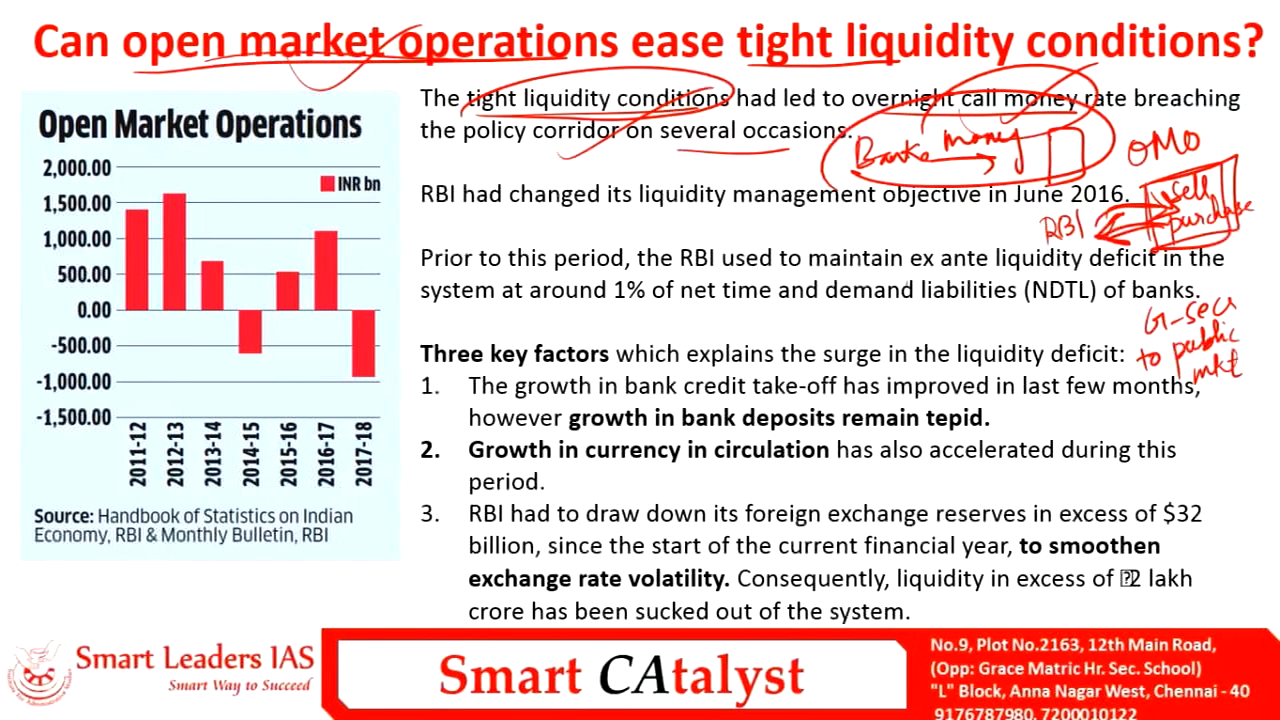 Can open market operations ease tight liquidity conditions?
Open Market Operations
INR bn
2,000.00
1,500.00
1,000.00
500.00
0.00
-500.00
-1,000.00
-1,500.00
2011-12
2012-13
2013-14
2014-15
2015-16
2016-17
2017-18
Source: Handbook of Statistics on Indian
Economy, RBI & Monthly Bulletin, RBI
The tight liquidity conditions had led to overnight call money rate breaching
the policy corridor on several occasions.
Banks money
OMO
RBI had changed its liquidity management objective in June 2016.
sell
purchase
RBI
Prior to this period, the RBI used to maintain ex ante liquidity deficit in the
system at around 1% of net time and demand liabilities (NDTL) of banks.
G-secs
to public
mkt
Three key factors which explains the surge in the liquidity deficit:
1. The growth in bank credit take-off has improved in last few months,
however growth in bank deposits remain tepid.
2. Growth in currency in circulation has also accelerated during this
period.
3. RBI had to draw down its foreign exchange reserves in excess of $32
billion, since the start of the current financial year, to smoothen
exchange rate volatility. Consequently, liquidity in excess of 2 lakh
crore has been sucked out of the system.
Smart Leaders IAS
Smart Way to Succeed
Smart CAtalyst
No.9, Plot No.2163, 12th Main Road,
(Opp: Grace Matric Hr. Sec. School)
"L" Block, Anna Nagar West, Chennai - 40
9176787980, 7200010122